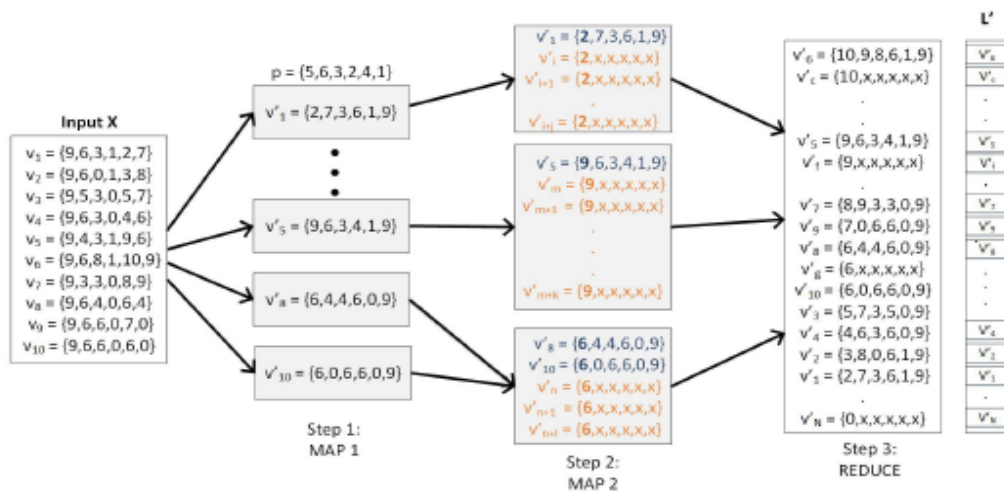 Input X
v1 = {9,6,3,1,2,7}
v2 = {9,6,0,1,3,8}
v3 = {9,5,3,0,5,7}
v4 = {9,6,3,0,4,6}
v5 = {9,4,3,1,9,6}
v6 = {9,6,8,1,10,9}
v7 = {9,3,3,0,8,9}
v8 = {9,6,4,0,6,4}
v9 = {9,6,6,0,7,0}
v10 = {9,6,6,0,6,0}
p = {5,6,3,2,4,1}
v'1 = {2,7,3,6,1,9}
v'5 = {9,6,3,4,1,9}
v'8 = {6,4,4,6,0,9}
v'10 = {6,0,6,6,0,9}
Step 1:
MAP 1
v'1 = {2,7,3,6,1,9}
v'i = {2,x,x,x,x,x}
v'i+1 = {2,x,x,x,x,x}
v'i+j = {2,x,x,x,x,x}
v'5 = {9,6,3,4,1,9}
v'm = {9,x,x,x,x,x}
v'm+1 = {9,x,x,x,x,x}
v'm+k = {9,x,x,x,x,x}
v'8 = {6,4,4,6,0,9}
v'10 = {6,0,6,6,0,9}
v'n = {6,x,x,x,x,x}
v'n+1 = {6,x,x,x,x,x}
v'n+l = {6,x,x,x,x,x}
Step 2:
MAP 2
v'6 = {10,9,8,6,1,9}
v'c = {10,x,x,x,x,x}
v'5 = {9,6,3,4,1,9}
v'f = {9,x,x,x,x,x}
v'7 = {8,9,3,3,0,9}
v'9 = {7,0,6,6,0,9}
v'8 = {6,4,4,6,0,9}
v'g = {6,x,x,x,x,x}
v'10 = {6,0,6,6,0,9}
v'3 = {5,7,3,5,0,9}
v'4 = {4,6,3,6,0,9}
v'2 = {3,8,0,6,1,9}
v'1 = {2,7,3,6,1,9}
v'N = {0,x,x,x,x,x}
Step 3:
REDUCE
L'
v'c
v'5
v'7
v'9
v'4
v'2
v'1
v'N